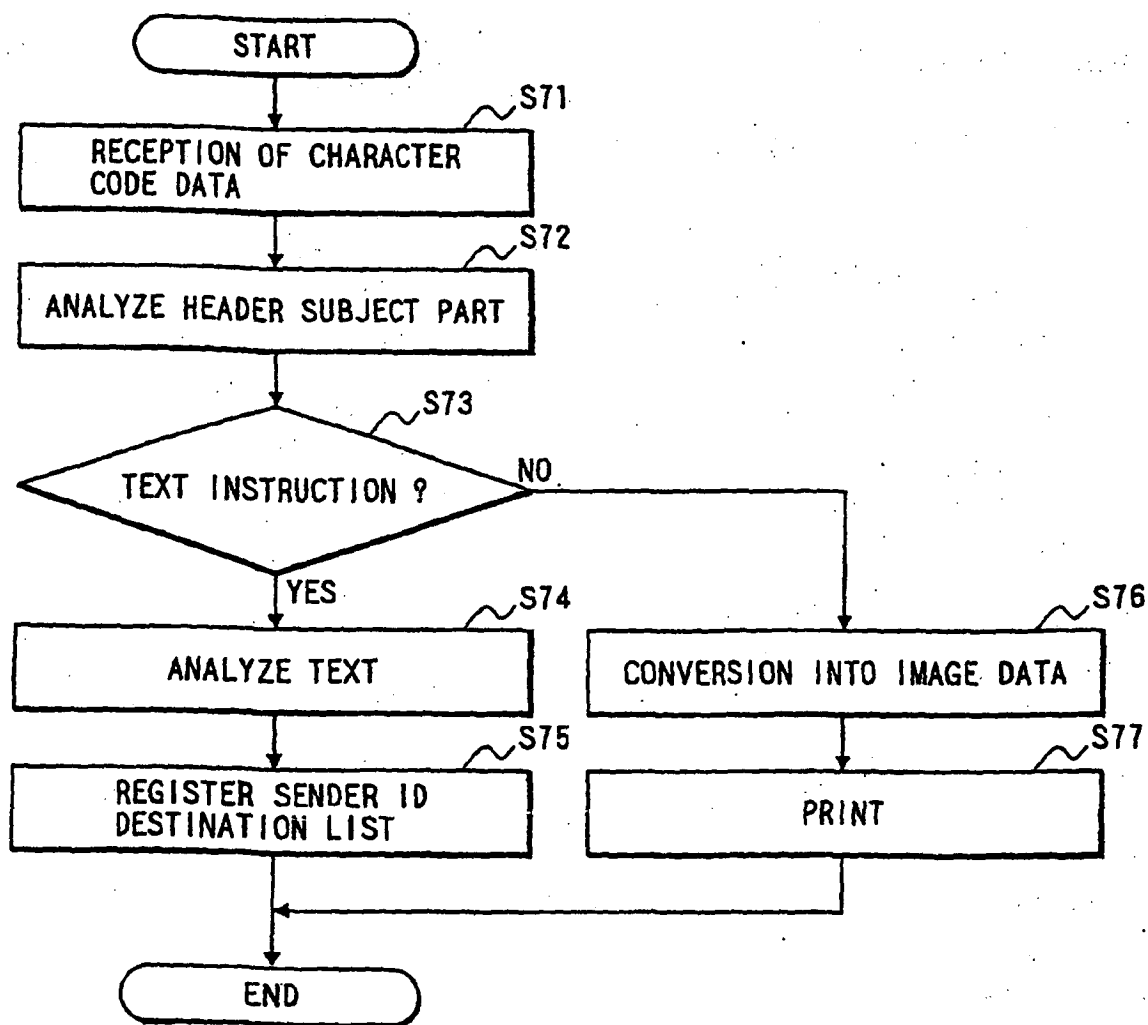 START
S71
RECEPTION OF CHARACTER
CODE DATA
S72
ANALYZE HEADER SUBJECT PART
S73
TEXT INSTRUCTION ?
NO
YES
S74
ANALYZE TEXT
S76
CONVERSION INTO IMAGE DATA
S75
REGISTER SENDER ID
DESTINATION LIST
S77
PRINT
END